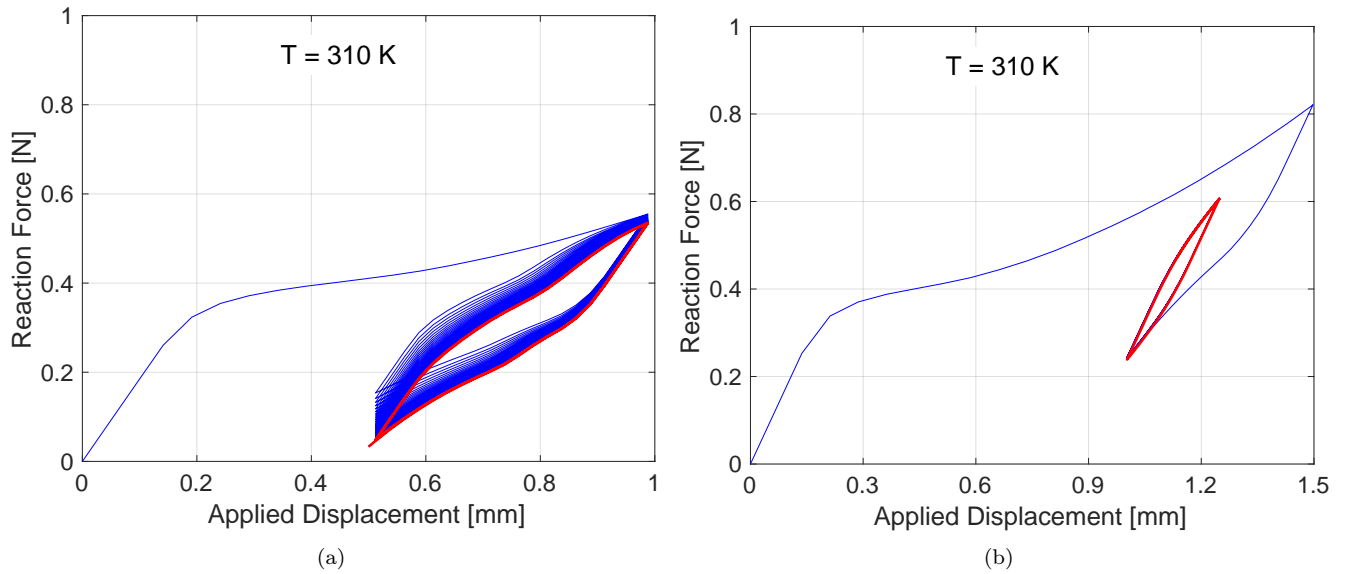 1
0.8
0.6
0.4
0.2
0
Reaction Force [N]
T = 310 K
0 0.2 0.4 0.6 0.8 1
Applied Displacement [mm]
(a)
1
0.8
0.6
0.4
0.2
0
Reaction Force [N]
T = 310 K
0 0.3 0.6 0.9 1.2 1.5
Applied Displacement [mm]
(b)